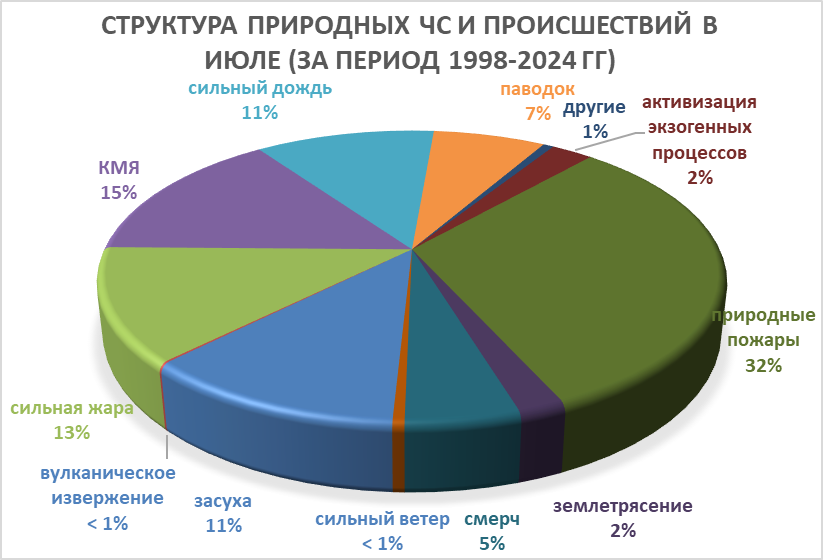 СТРУКТУРА ПРИРОДНЫХ ЧС И ПРОИСШЕСТВИЙ В
ИЮЛЕ (ЗА ПЕРИОД 1998-2024 ГГ)
сильный дождь
11%
паводок
7%
другие
1%
активизация
экзогенных
процессов
2%
КМЯ
15%
природные
пожары
32%
сильная жара
13%
вулканическое
извержение
< 1%
засуха
11%
сильный ветер
< 1%
смерч
5%
землетрясение
2%